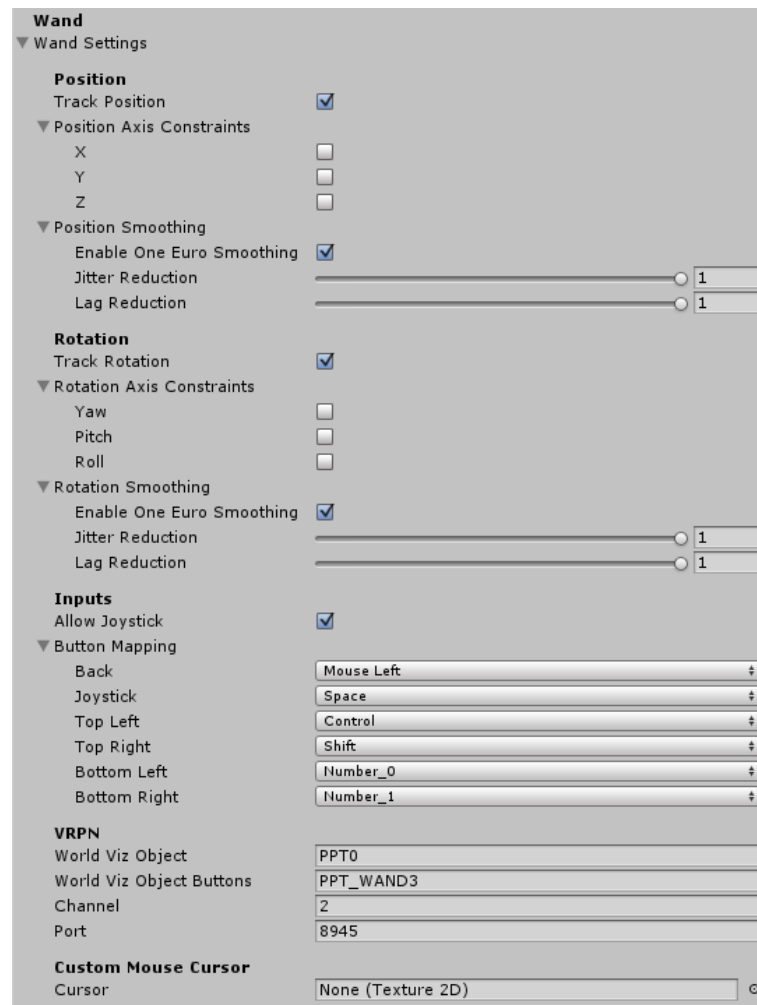 Wand
Wand Settings
Position
Track Position
Position Axis Constraints
X
Y
Z
Position Smoothing
Enable One Euro Smoothing
Jitter Reduction 1
Lag Reduction 1
Rotation
Track Rotation
Rotation Axis Constraints
Yaw
Pitch
Roll
Rotation Smoothing
Enable One Euro Smoothing
Jitter Reduction 1
Lag Reduction 1
Inputs
Allow Joystick
Button Mapping
Back Mouse Left
Joystick Space
Top Left Control
Top Right Shift
Bottom Left Number_0
Bottom Right Number_1
VRPN
World Viz Object PPT0
World Viz Object Buttons PPT_WAND3
Channel 2
Port 8945
Custom Mouse Cursor
Cursor None (Texture 2D)